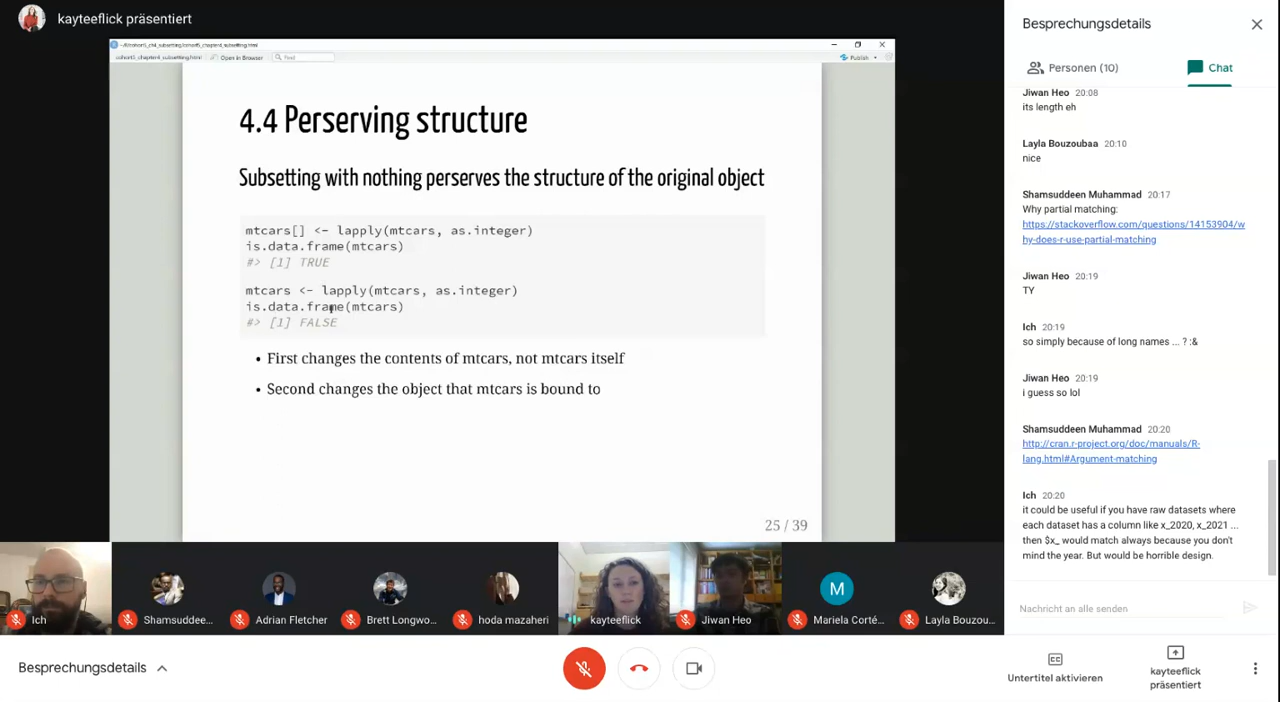 kayteeflick präsentiert
Open in Browser
Find
Publish
4.4 Perserving structure
Subsetting with nothing perserves the structure of the original object
mtcars[] <- lapply(mtcars, as.integer)
is.data.frame(mtcars)
#> [1] TRUE
mtcars <- lapply(mtcars, as.integer)
is.data.frame(mtcars)
#> [1] FALSE
• First changes the contents of mtcars, not mtcars itself
• Second changes the object that mtcars is bound to
25 / 39
Ich
Shamsuddee...
Adrian Fletcher
Brett Longwo...
hoda mazaheri
kayteeflick
Jiwan Heo
M
Mariela Corté...
Layla Bouzou...
Besprechungsdetails
Personen (10)
Chat
Jiwan Heo 20:08
its length eh
Layla Bouzoubaa 20:10
nice
Shamsuddeen Muhammad 20:17
Why partial matching:
https://stackoverflow.com/questions/14153904/w
hy-does-r-use-partial-matching
Jiwan Heo 20:19
TY
Ich 20:19
so simply because of long names ... ? :&
Jiwan Heo 20:19
i guess so lol
Shamsuddeen Muhammad 20:20
http://cran.r-project.org/doc/manuals/R-
lang.html#Argument-matching
Ich 20:20
it could be useful if you have raw datasets where
each dataset has a column like x_2020, x_2021 ...
then $x_ would match always because you don't
mind the year. But would be horrible design.
Nachricht an alle senden
Besprechungsdetails
Untertitel aktivieren
kayteeflick
präsentiert